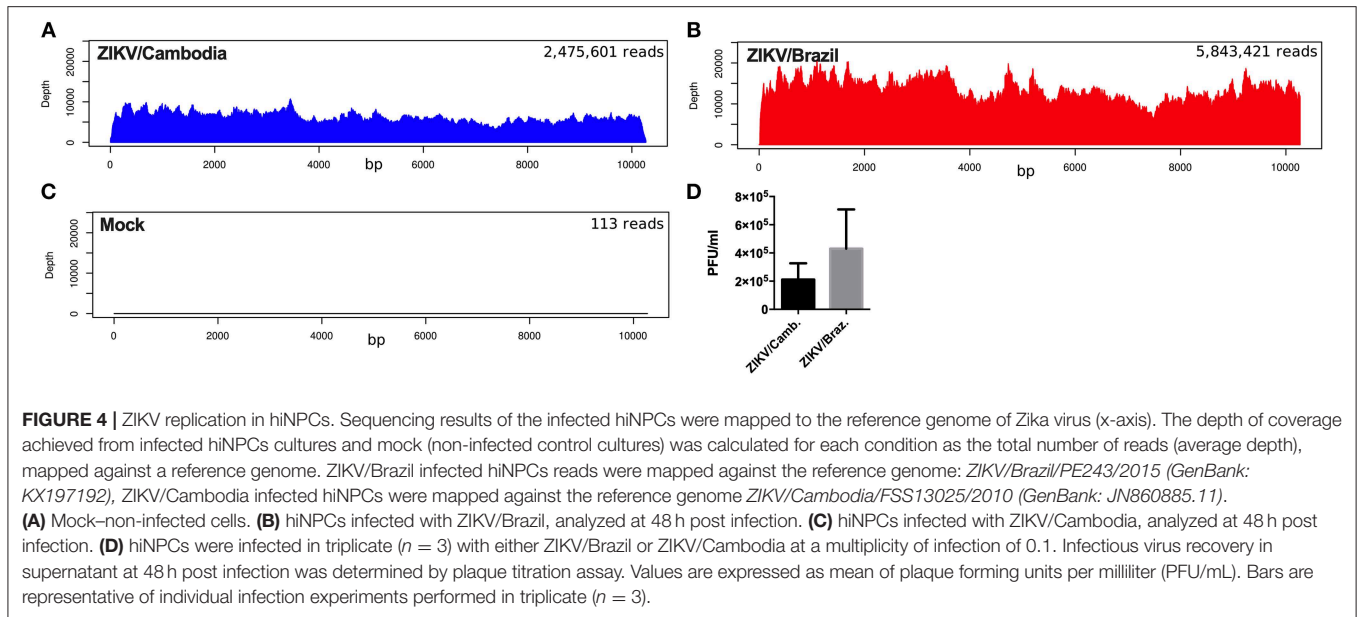 A
ZIKV/Cambodia
2,475,601 reads
Depth
20000
10000
0
0 2000 4000 6000 8000 10000
bp
B
ZIKV/Brazil
5,843,421 reads
Depth
20000
10000
0
0 2000 4000 6000 8000 10000
bp
C
Mock
113 reads
Depth
20000
10000
0
0 2000 4000 6000 8000 10000
bp
D
PFU/ml
8×10⁵
6×10⁵
4×10⁵
2×10⁵
0
ZIKV/Camb.
ZIKV/Braz.
FIGURE 4 | ZIKV replication in hiNPCs. Sequencing results of the infected hiNPCs were mapped to the reference genome of Zika virus (x-axis). The depth of coverage
achieved from infected hiNPCs cultures and mock (non-infected control cultures) was calculated for each condition as the total number of reads (average depth),
mapped against a reference genome. ZIKV/Brazil infected hiNPCs reads were mapped against the reference genome: ZIKV/Brazil/PE243/2015 (GenBank:
KX197192), ZIKV/Cambodia infected hiNPCs were mapped against the reference genome ZIKV/Cambodia/FSS13025/2010 (GenBank: JN860885.11).
(A) Mock–non-infected cells. (B) hiNPCs infected with ZIKV/Brazil, analyzed at 48 h post infection. (C) hiNPCs infected with ZIKV/Cambodia, analyzed at 48 h post
infection. (D) hiNPCs were infected in triplicate (n = 3) with either ZIKV/Brazil or ZIKV/Cambodia at a multiplicity of infection of 0.1. Infectious virus recovery in
supernatant at 48 h post infection was determined by plaque titration assay. Values are expressed as mean of plaque forming units per milliliter (PFU/mL). Bars are
representative of individual infection experiments performed in triplicate (n = 3).